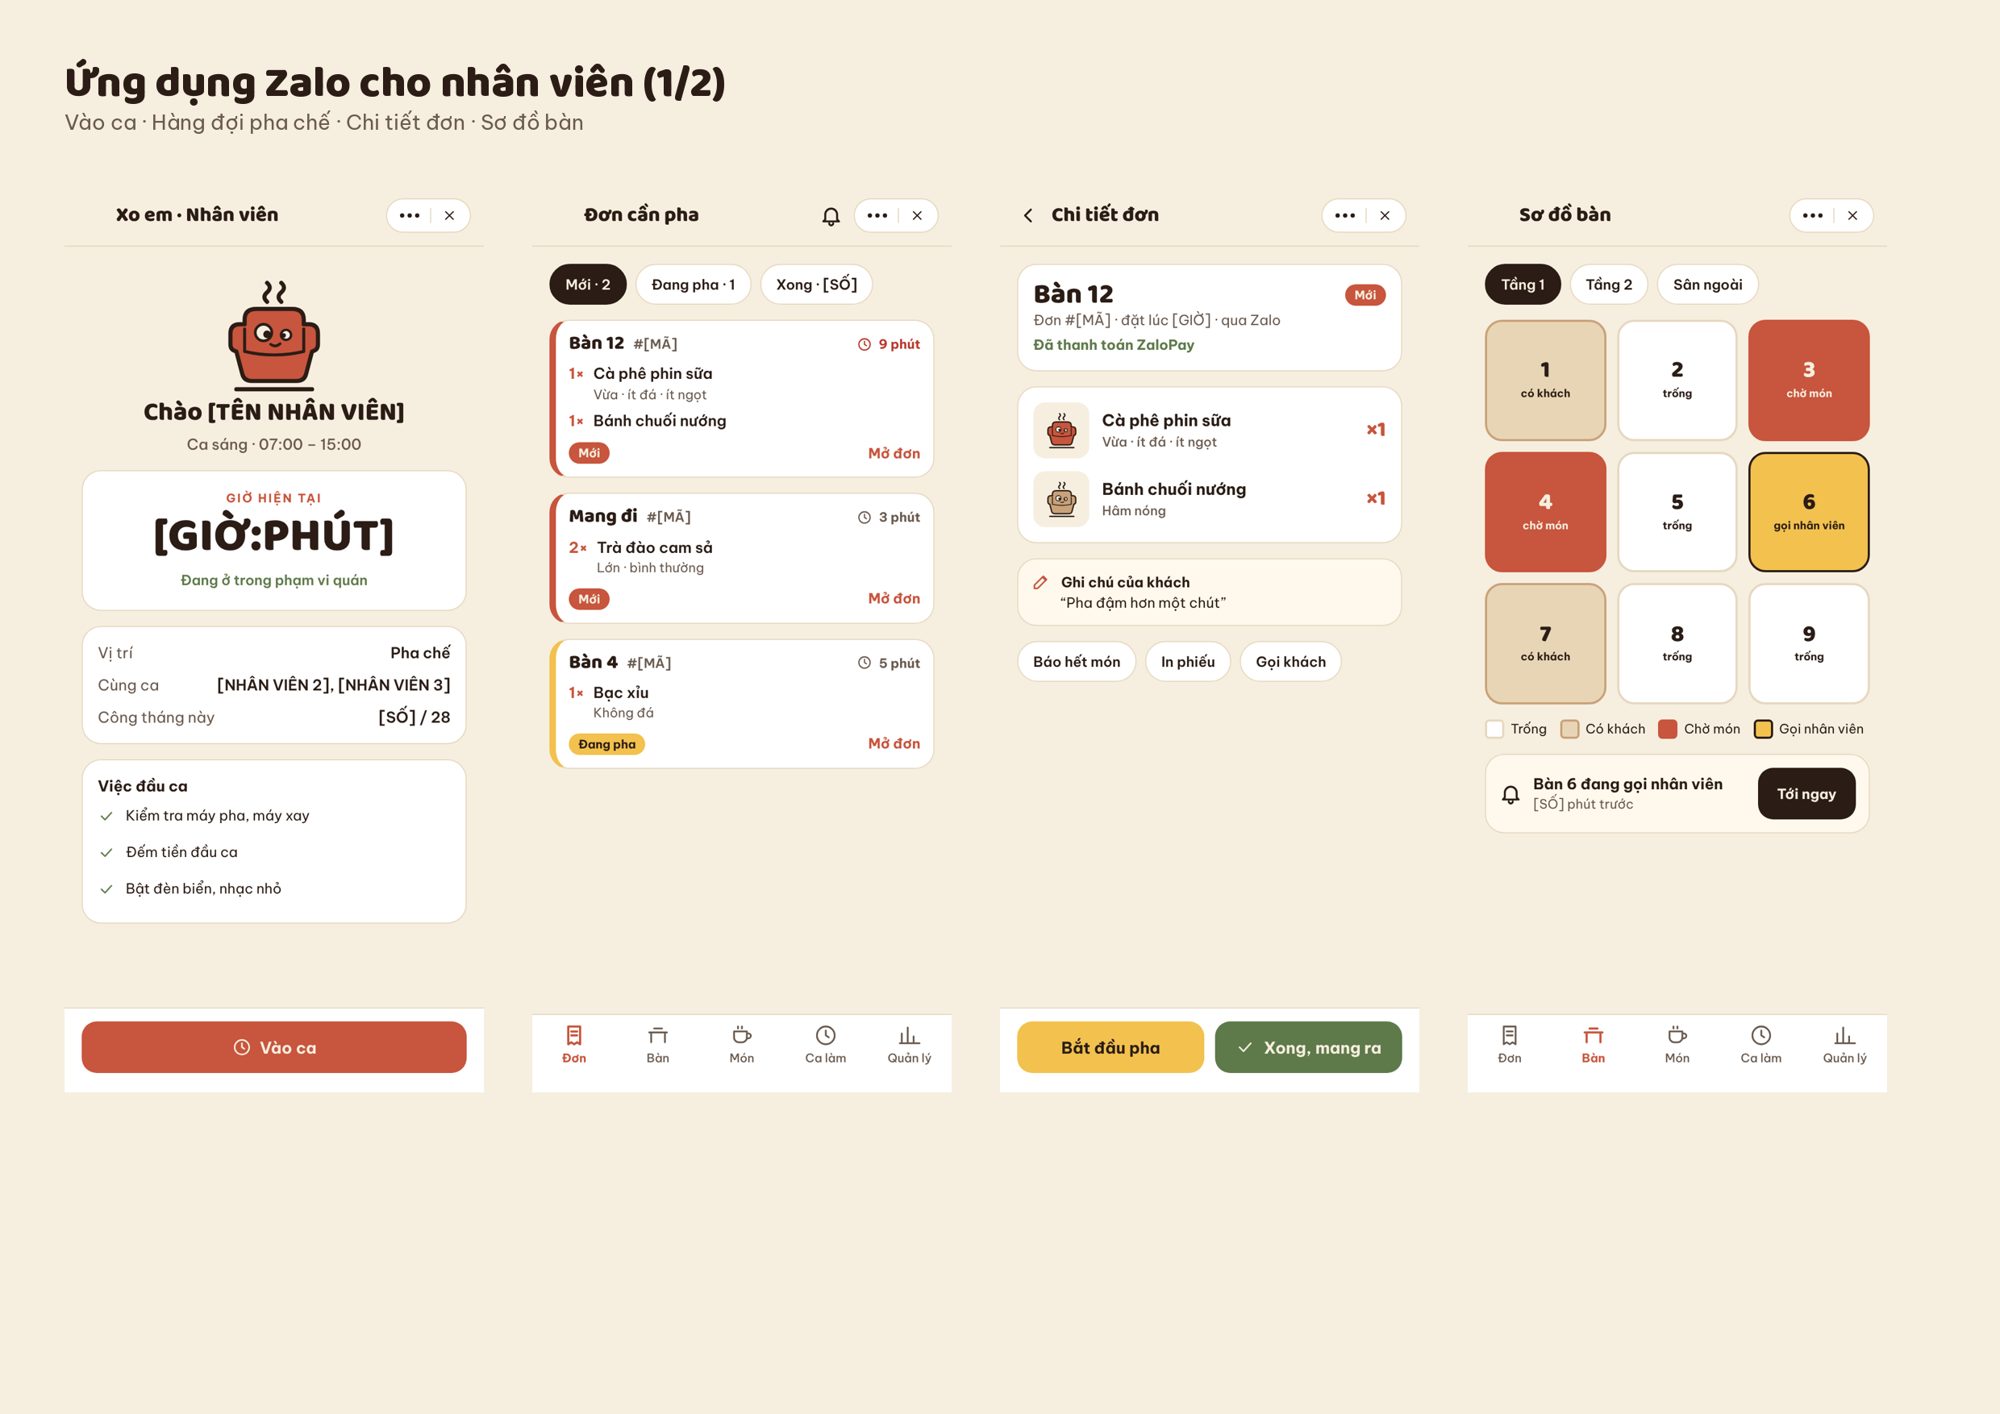 Ứng dụng Zalo cho nhân viên (1/2)
Vào ca · Hàng đợi pha chế · Chi tiết đơn · Sơ đồ bàn
Xo em · Nhân viên
Chào [TÊN NHÂN VIÊN]
Ca sáng · 07:00 – 15:00
GIỜ HIỆN TẠI
[GIỜ:PHÚT]
Đang ở trong phạm vi quán
Vị trí Pha chế
Cùng ca [NHÂN VIÊN 2], [NHÂN VIÊN 3]
Công tháng này [SỐ] / 28
Việc đầu ca
Kiểm tra máy pha, máy xay
Đếm tiền đầu ca
Bật đèn biển, nhạc nhỏ
Vào ca
Đơn cần pha
Mới · 2 Đang pha · 1 Xong · [SỐ]
Bàn 12 #[MÃ] 9 phút
1× Cà phê phin sữa
Vừa · ít đá · ít ngọt
1× Bánh chuối nướng
Mới Mở đơn
Mang đi #[MÃ] 3 phút
2× Trà đào cam sả
Lớn · bình thường
Mới Mở đơn
Bàn 4 #[MÃ] 5 phút
1× Bạc xỉu
Không đá
Đang pha Mở đơn
Đơn Bàn Món Ca làm Quản lý
Chi tiết đơn
Bàn 12 Mới
Đơn #[MÃ] · đặt lúc [GIỜ] · qua Zalo
Đã thanh toán ZaloPay
Cà phê phin sữa ×1
Vừa · ít đá · ít ngọt
Bánh chuối nướng ×1
Hâm nóng
Ghi chú của khách
“Pha đậm hơn một chút”
Báo hết món In phiếu Gọi khách
Bắt đầu pha Xong, mang ra
Sơ đồ bàn
Tầng 1 Tầng 2 Sân ngoài
1 2 3
có khách trống chờ món
4 5 6
chờ món trống gọi nhân viên
7 8 9
có khách trống trống
Trống Có khách Chờ món Gọi nhân viên
Bàn 6 đang gọi nhân viên
[SỐ] phút trước
Tới ngay
Đơn Bàn Món Ca làm Quản lý